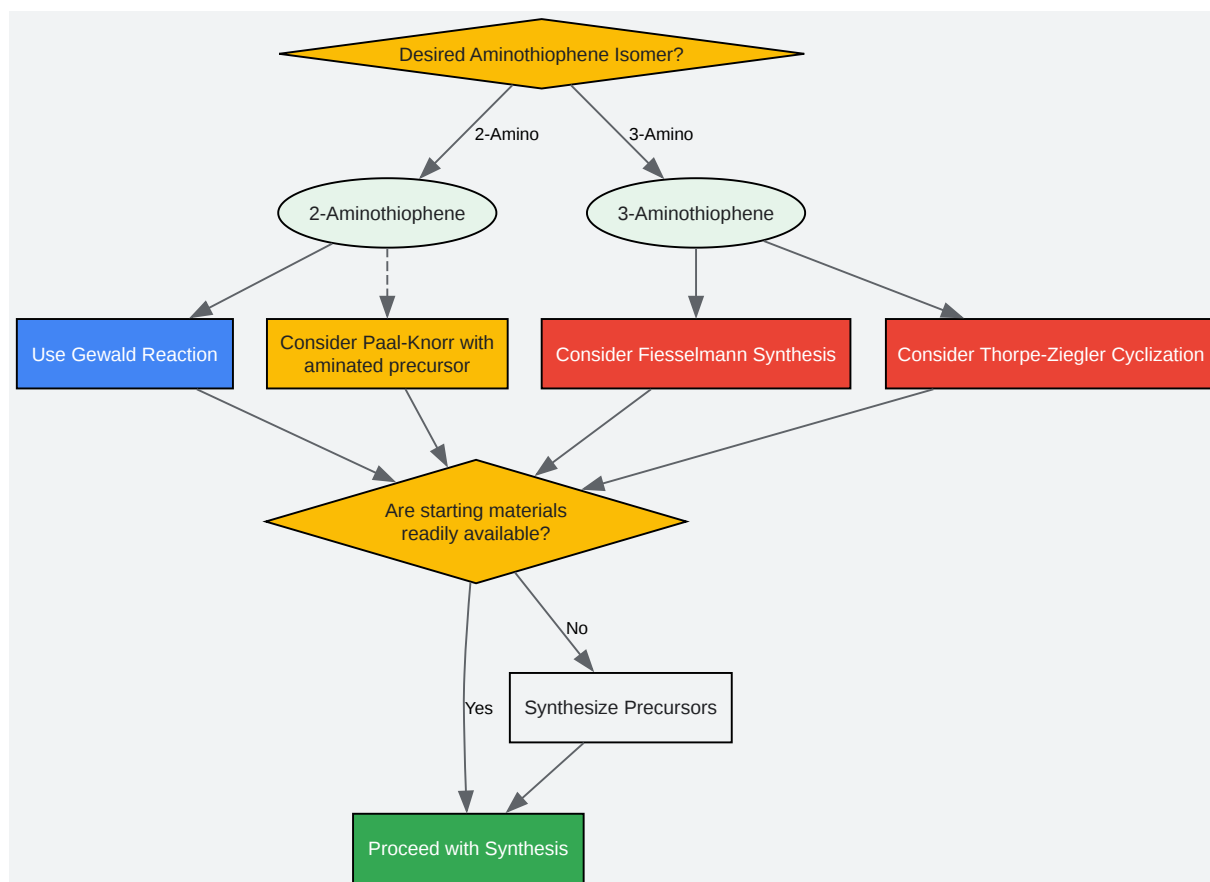 Desired Aminothiophene Isomer?
2-Amino
3-Amino
2-Aminothiophene
3-Aminothiophene
Use Gewald Reaction
Consider Paal-Knorr with
aminated precursor
Consider Fiesselmann Synthesis
Consider Thorpe-Ziegler Cyclization
Are starting materials
readily available?
No
Yes
Synthesize Precursors
Proceed with Synthesis